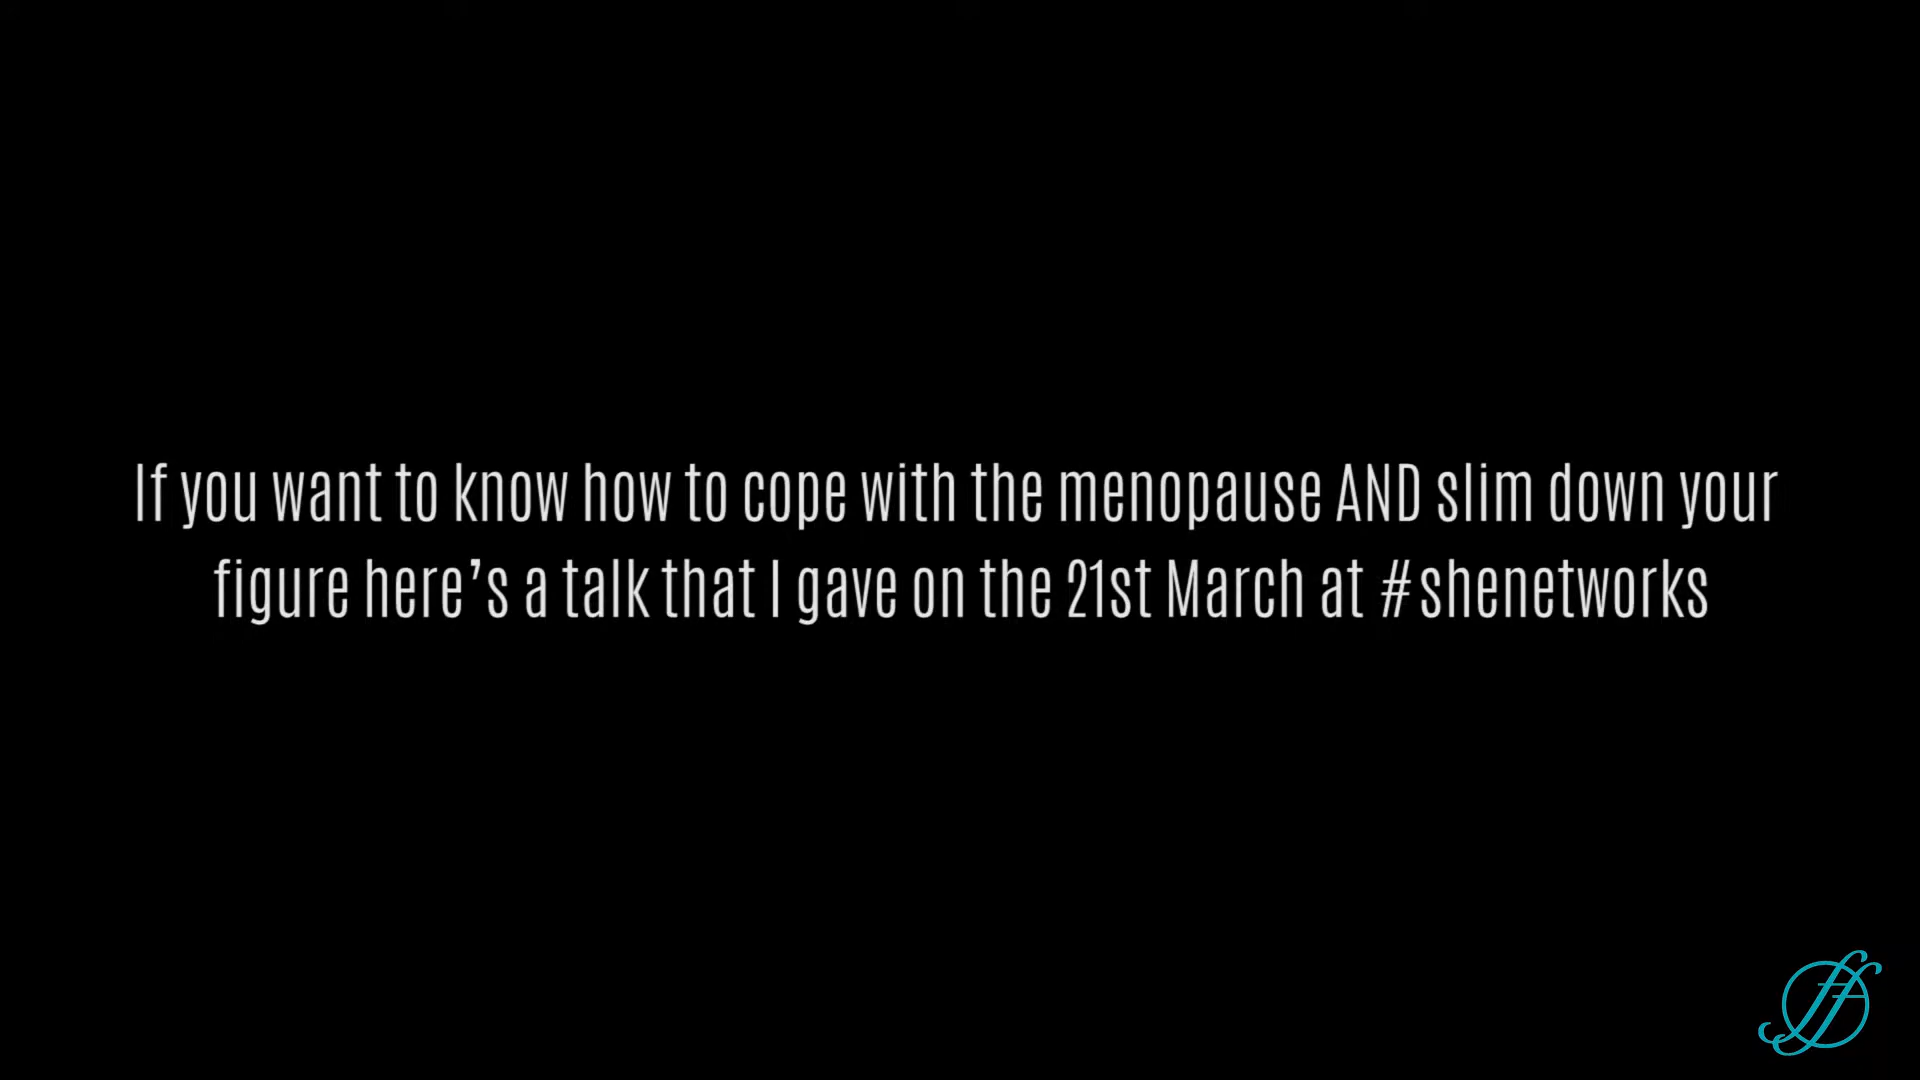 If you want to know how to cope with the menopause AND slim down your
figure here’s a talk that I gave on the 21st March at #shenetworks
ff